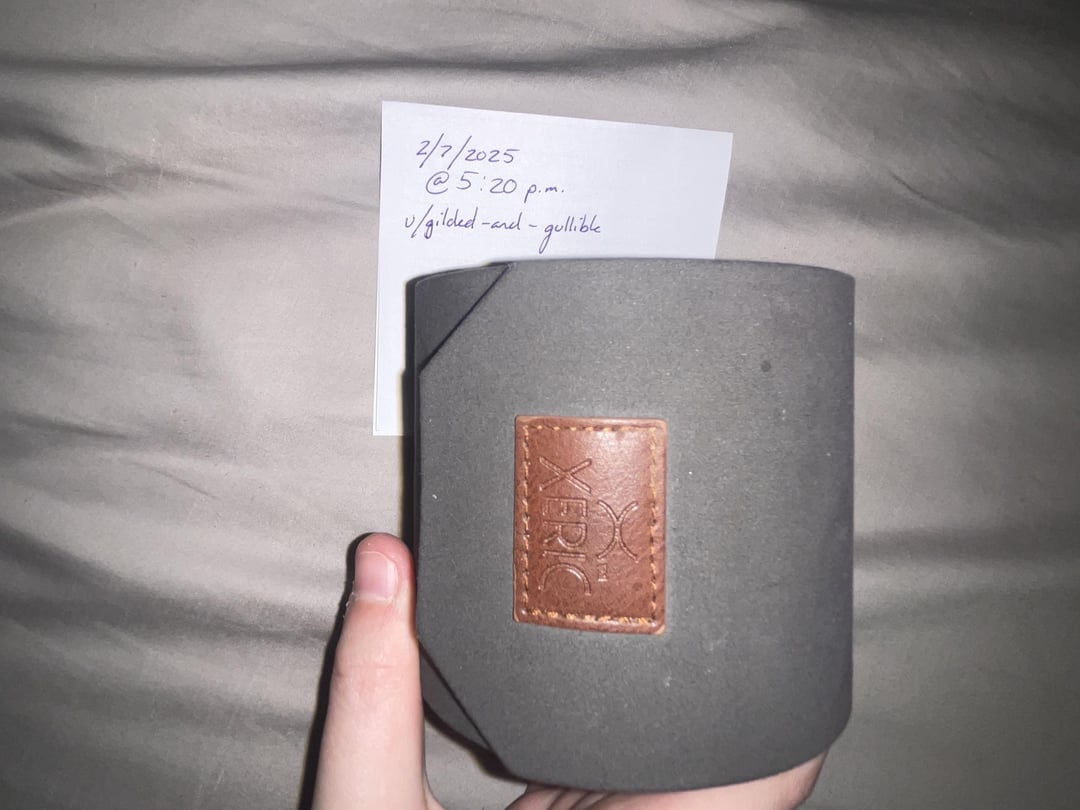 2/7/2025
@ 5:20 p.m.
u/gilded-and-gullible
XERIC